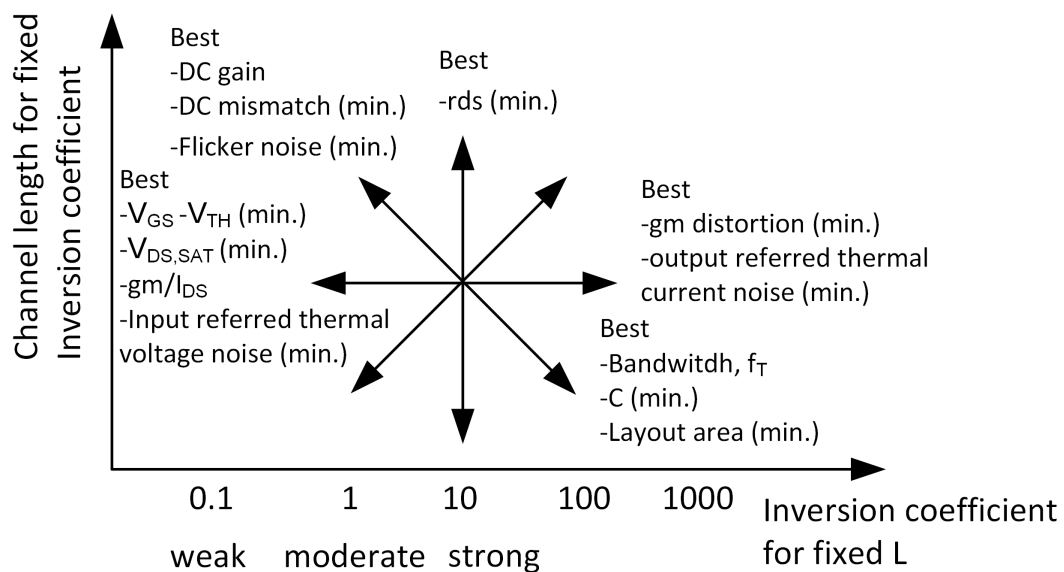 Channel length for fixed
Inversion coefficient
Best
-DC gain
-DC mismatch (min.)
-Flicker noise (min.)
Best
-rds (min.)
Best
-VGS -VTH (min.)
-VDS,SAT (min.)
-gm/IDS
-Input referred thermal
voltage noise (min.)
Best
-gm distortion (min.)
-output referred thermal
current noise (min.)
Best
-Bandwitdh, fT
-C (min.)
-Layout area (min.)
0.1 1 10 100 1000
weak moderate strong
Inversion coefficient
for fixed L